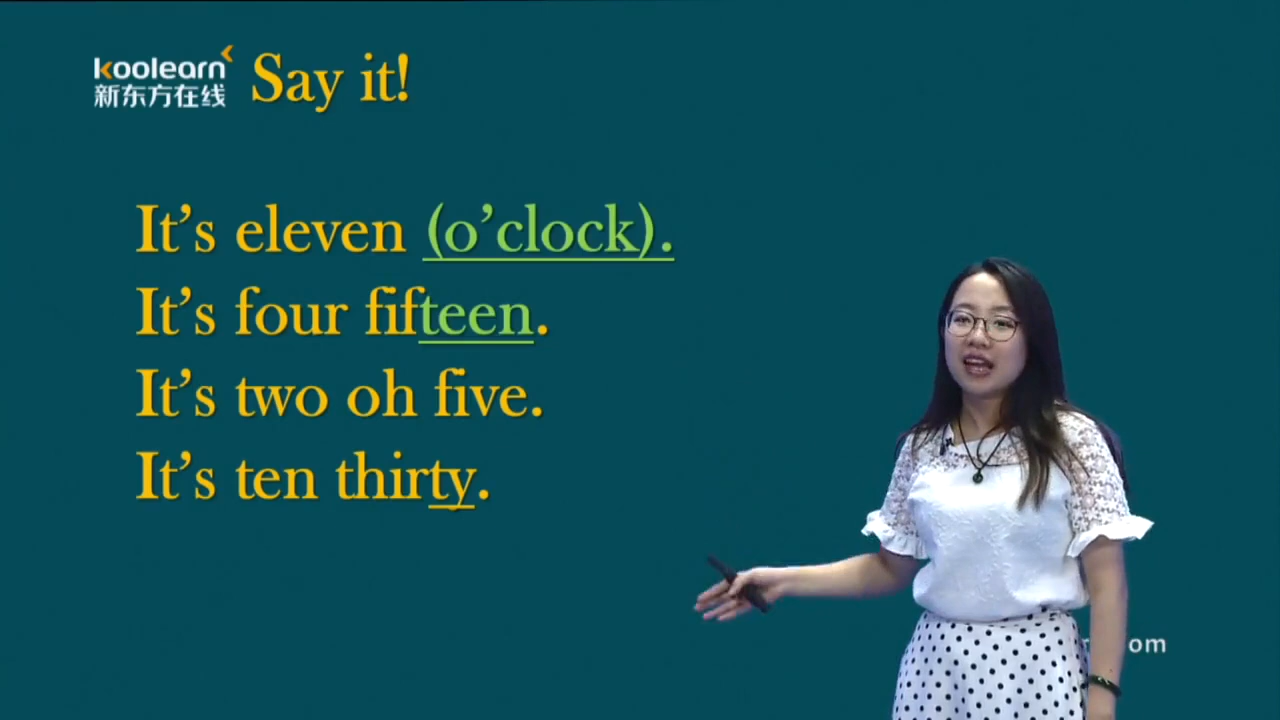 koolearn
新东方在线
Say it!
It's eleven (o'clock).
It's four fifteen.
It's two oh five.
It's ten thirty.
om